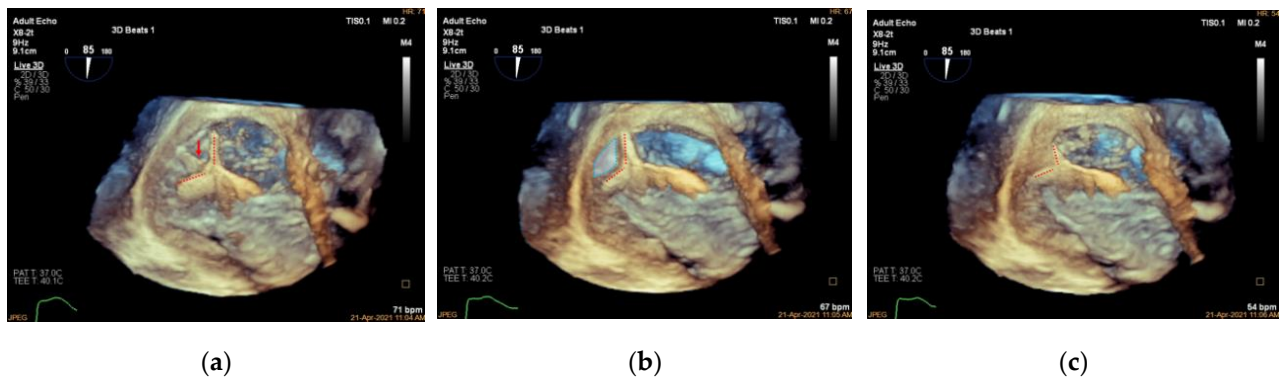 HR: 71
Adult Echo
TIS0.1 MI 0.2
X8-2t
3D Beats 1
9Hz
9.1cm
0 85 180
M4
Live 3D
2D / 3D
% 39 / 33
C 50 / 30
Pen
PAT T: 37.0C
TEE T: 40.1C
71 bpm
JPEG
21-Apr-2021 11:04 AM
(a)
HR: 67
Adult Echo
TIS0.1 MI 0.2
X8-2t
3D Beats 1
9Hz
9.1cm
0 85 180
M4
Live 3D
2D / 3D
% 39 / 33
C 50 / 30
Pen
PAT T: 37.0C
TEE T: 40.2C
67 bpm
JPEG
21-Apr-2021 11:05 AM
(b)
HR: 54
Adult Echo
TIS0.1 MI 0.2
X8-2t
3D Beats 1
9Hz
9.1cm
0 85 180
M4
Live 3D
2D / 3D
% 39 / 33
C 50 / 30
Pen
PAT T: 37.0C
TEE T: 40.2C
54 bpm
JPEG
21-Apr-2021 11:06 AM
(c)